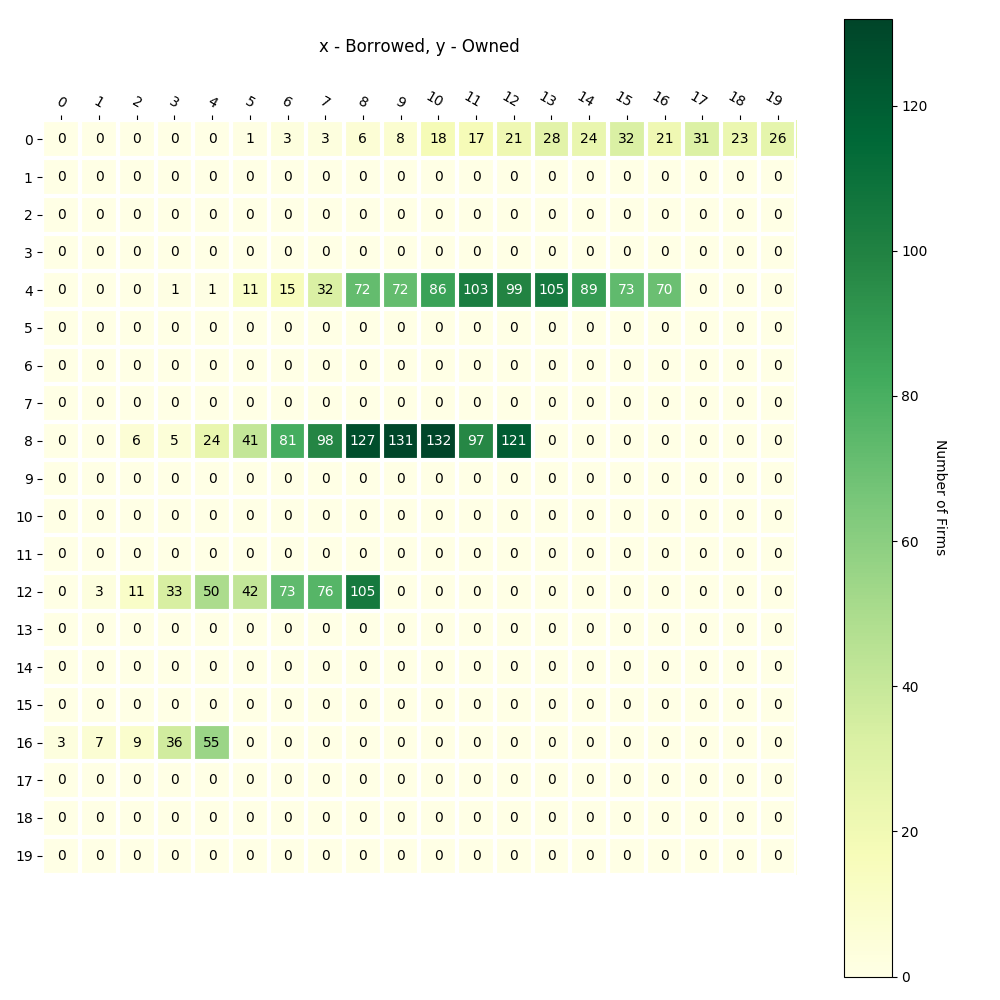 x - Borrowed, y - Owned
0 1 2 3 4 5 6 7 8 9 10 11 12 13 14 15 16 17 18 19
0 0 0 0 0 0 1 3 3 6 8 18 17 21 28 24 32 21 31 23 26
1 0 0 0 0 0 0 0 0 0 0 0 0 0 0 0 0 0 0 0 0
2 0 0 0 0 0 0 0 0 0 0 0 0 0 0 0 0 0 0 0 0
3 0 0 0 0 0 0 0 0 0 0 0 0 0 0 0 0 0 0 0 0
4 0 0 0 1 1 11 15 32 72 72 86 103 99 105 89 73 70 0 0 0
5 0 0 0 0 0 0 0 0 0 0 0 0 0 0 0 0 0 0 0 0
6 0 0 0 0 0 0 0 0 0 0 0 0 0 0 0 0 0 0 0 0
7 0 0 0 0 0 0 0 0 0 0 0 0 0 0 0 0 0 0 0 0
8 0 0 6 5 24 41 81 98 127 131 132 97 121 0 0 0 0 0 0 0
9 0 0 0 0 0 0 0 0 0 0 0 0 0 0 0 0 0 0 0 0
10 0 0 0 0 0 0 0 0 0 0 0 0 0 0 0 0 0 0 0 0
11 0 0 0 0 0 0 0 0 0 0 0 0 0 0 0 0 0 0 0 0
12 0 3 11 33 50 42 73 76 105 0 0 0 0 0 0 0 0 0 0 0
13 0 0 0 0 0 0 0 0 0 0 0 0 0 0 0 0 0 0 0 0
14 0 0 0 0 0 0 0 0 0 0 0 0 0 0 0 0 0 0 0 0
15 0 0 0 0 0 0 0 0 0 0 0 0 0 0 0 0 0 0 0 0
16 3 7 9 36 55 0 0 0 0 0 0 0 0 0 0 0 0 0 0 0
17 0 0 0 0 0 0 0 0 0 0 0 0 0 0 0 0 0 0 0 0
18 0 0 0 0 0 0 0 0 0 0 0 0 0 0 0 0 0 0 0 0
19 0 0 0 0 0 0 0 0 0 0 0 0 0 0 0 0 0 0 0 0
120
100
80
60
40
20
0
Number of Firms